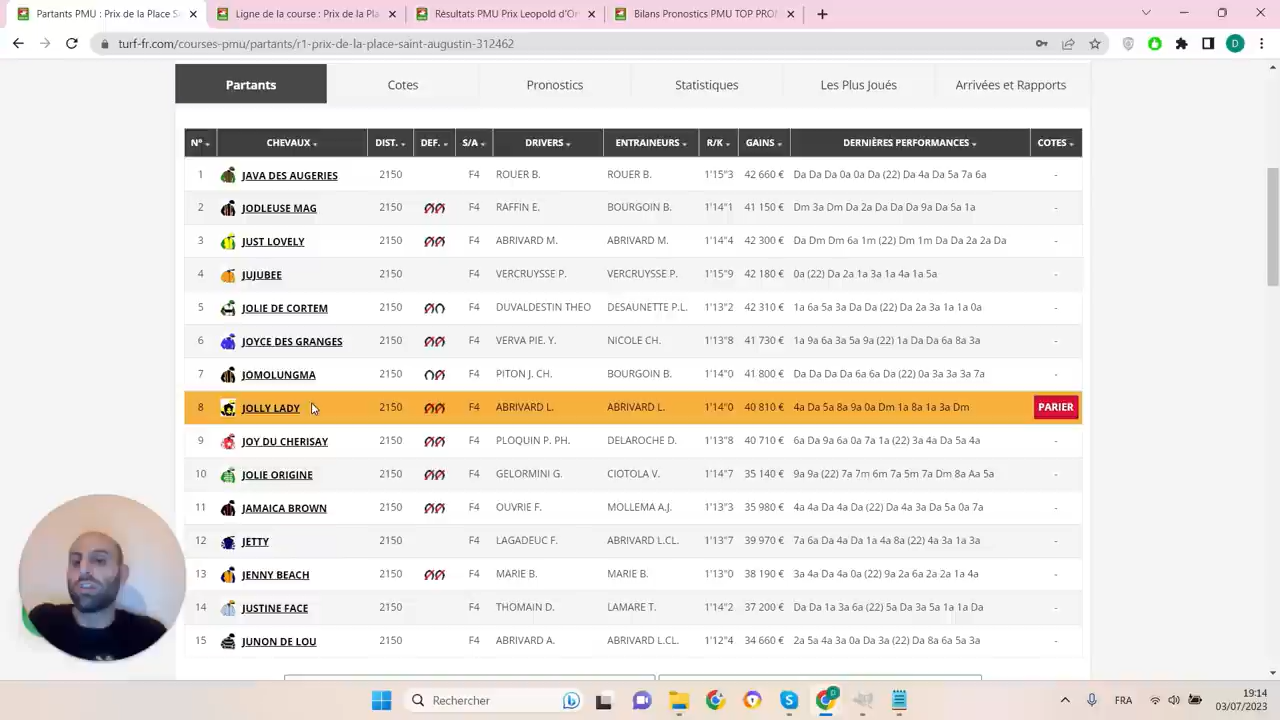 Partants PMU : Prix de la Place S
Ligne de la course : Prix de l'Ar
Résultats PMU Prix Leopold d'Or
Bilans Pronostics PMU TOP PRO
turf-fr.com/courses-pmu/partants/r1-prix-de-la-place-saint-augustin-312462
D
Partants Cotes Pronostics Statistiques Les Plus Joués Arrivées et Rapports
N° CHEVAUX DIST. DEF. S/A DRIVERS ENTRAINEURS R/K GAINS DERNIÈRES PERFORMANCES COTES
1 JAVA DES AUGERIES 2150 F4 ROUER B. ROUER B. 1'15"3 42 660 € Da Da Da 0a 0a Da (22) Da 4a Da 5a 7a 6a -
2 JODLEUSE MAG 2150 F4 RAFFIN E. BOURGOIN B. 1'14"1 41 150 € Dm 3a Dm Da 2a Da Da Da 9a Da 5a 1a -
3 JUST LOVELY 2150 F4 ABRIVARD M. ABRIVARD M. 1'14"4 42 300 € Da Dm Dm 6a 1m (22) Dm 1m Da Da 2a 2a Da -
4 JUJUBEE 2150 F4 VERCRUYSSE P. VERCRUYSSE P. 1'15"9 42 180 € 0a (22) Da 2a 1a 3a 1a 4a 1a 5a -
5 JOLIE DE CORTEM 2150 F4 DUVALDESTIN THEO DESAUNETTE P.L. 1'13"2 42 310 € 1a 6a 5a 3a Da Da (22) Da 2a 3a 1a 1a 0a -
6 JOYCE DES GRANGES 2150 F4 VERVA PIE. Y. NICOLE CH. 1'13"8 41 730 € 1a 9a 6a 3a 5a 9a (22) 1a Da Da 6a 8a 3a -
7 JOMOLUNGMA 2150 F4 PITON J. CH. BOURGOIN B. 1'14"0 41 800 € Da Da Da Da 6a 6a Da (22) 0a 3a 3a 3a 7a -
8 JOLLY LADY 2150 F4 ABRIVARD L. ABRIVARD L. 1'14"0 40 810 € 4a Da 5a 8a 9a 0a Dm 1a 8a 1a 3a Dm PARIER
9 JOY DU CHERISAY 2150 F4 PLOQUIN P. PH. DELAROCHE D. 1'13"8 40 710 € 6a Da 9a 6a 0a 7a 1a (22) 3a 4a Da 5a 4a -
10 JOLIE ORIGINE 2150 F4 GELORMINI G. CIOTOLA V. 1'14"7 35 140 € 9a 9a (22) 7a 7m 6m 7a 5m 7a Dm 8a Aa 5a -
11 JAMAICA BROWN 2150 F4 OUVRIE F. MOLLEMA A.J. 1'13"3 35 980 € 4a 4a Da 4a Da (22) Da 4a 3a Da 5a 0a 7a -
12 JETTY 2150 F4 LAGADEUC F. ABRIVARD L.CL. 1'13"7 39 970 € 7a 6a Da 4a Da 1a 4a 8a (22) 4a 3a 1a 3a -
13 JENNY BEACH 2150 F4 MARIE B. MARIE B. 1'13"0 38 190 € 3a 4a Da 4a 0a (22) 9a 2a 6a 2a 2a 1a 4a -
14 JUSTINE FACE 2150 F4 THOMAIN D. LAMARE T. 1'14"2 37 200 € Da Da 1a 3a 6a (22) 5a Da 3a 5a 1a 1a Da -
15 JUNON DE LOU 2150 F4 ABRIVARD A. ABRIVARD L.CL. 1'12"4 34 660 € 2a 5a 4a 3a 0a Da 3a (22) Da 8a 6a 5a 3a -
Rechercher
FRA
19:14
03/07/2023